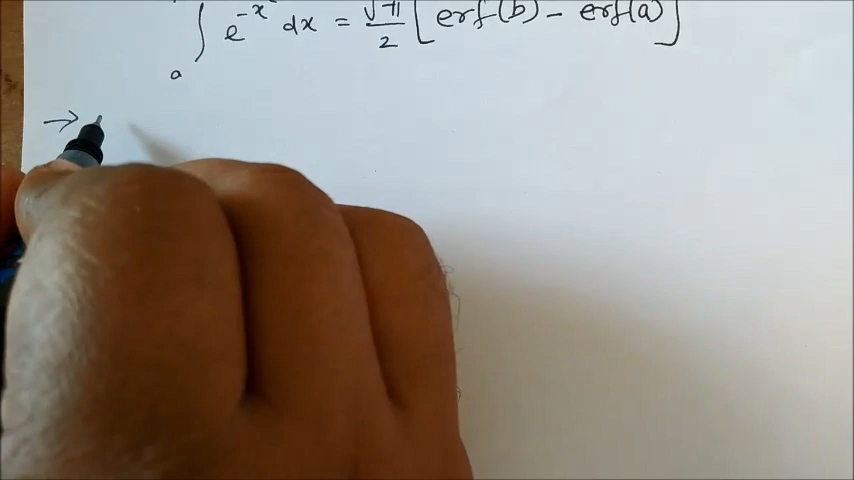 ∫ e^-x² dx = √π/2 [ erf(b) - erf(a) ]
a
→